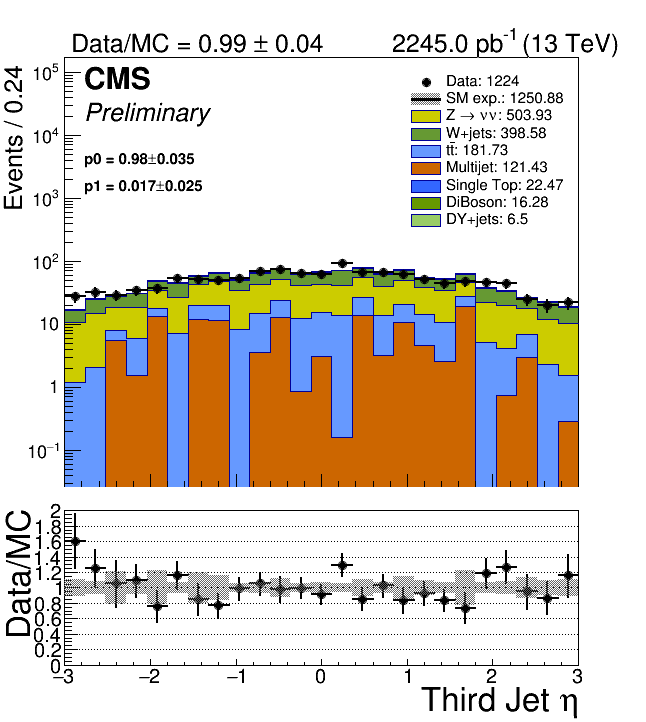 Data/MC = 0.99 ± 0.04 2245.0 pb⁻¹ (13 TeV)
CMS
Preliminary
p0 = 0.98±0.035
p1 = 0.017±0.025
Data: 1224
SM exp.: 1250.88
Z → νν: 503.93
W+jets: 398.58
tt̄: 181.73
Multijet: 121.43
Single Top: 22.47
DiBoson: 16.28
DY+jets: 6.5
Events / 0.24
10⁵
10⁴
10³
10²
10
1
10⁻¹
Data/MC
2
1.8
1.6
1.4
1.2
1
0.8
0.6
0.4
0.2
0
−3 −2 −1 0 1 2 3
Third Jet η